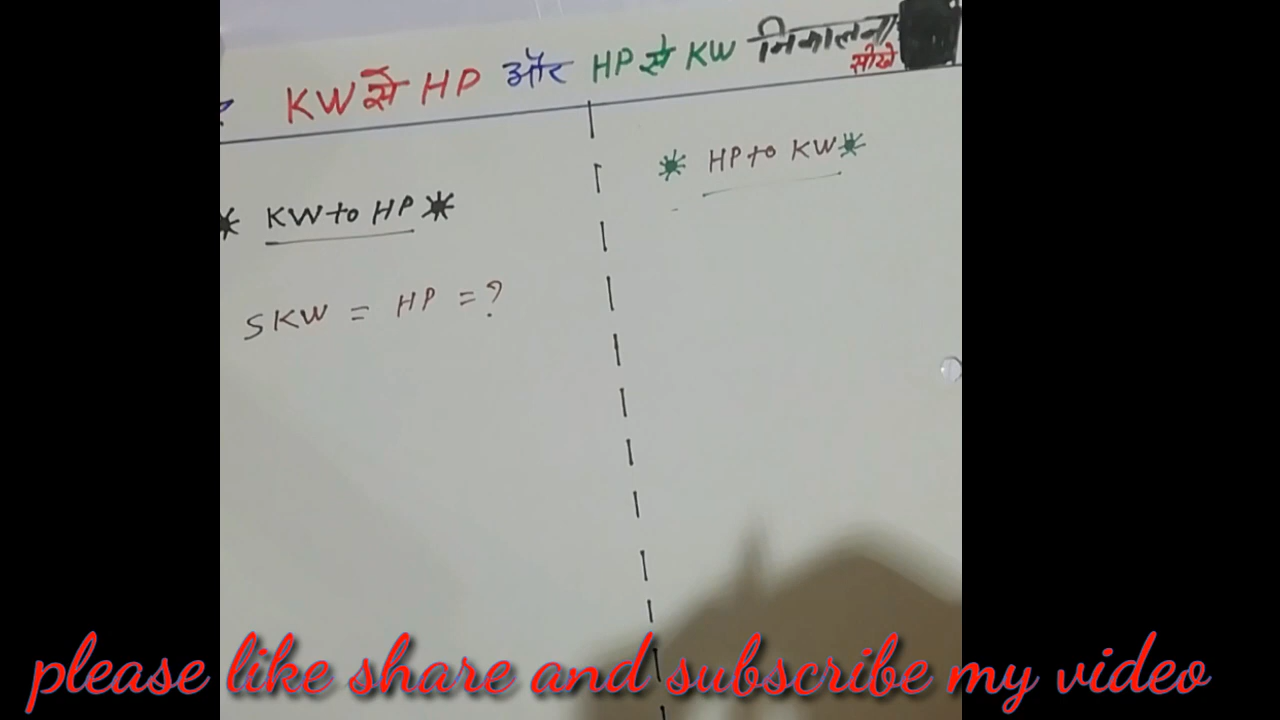 KW से HP और HP से KW निकालना
सीखे
* KW to HP *
* HP to KW *
5KW = HP = ?
please like share and subscribe my video